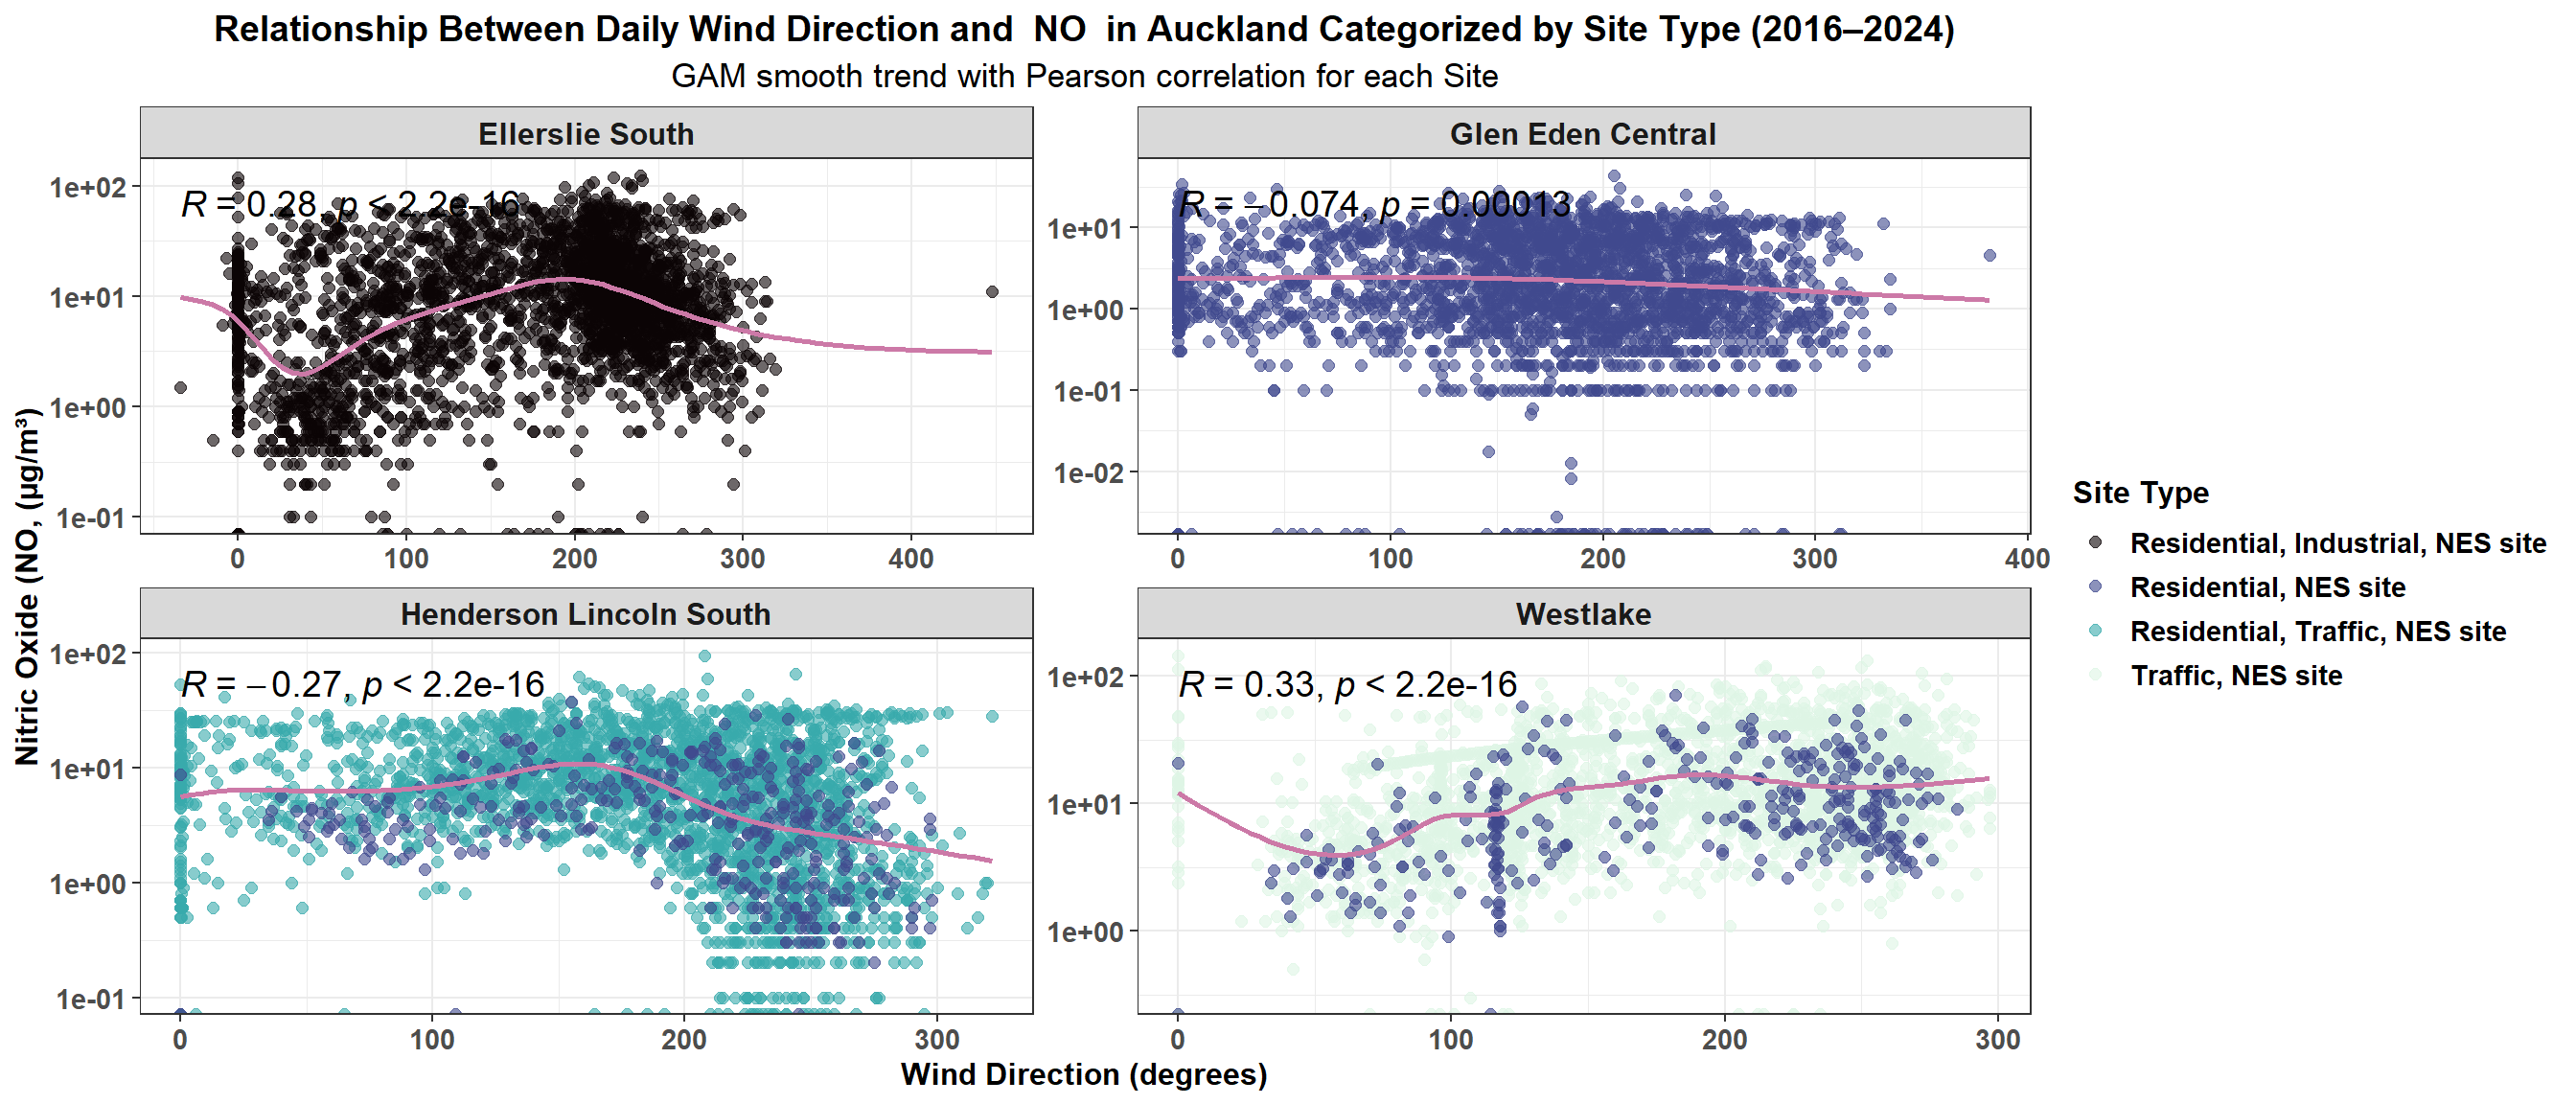 Relationship Between Daily Wind Direction and  NO  in Auckland Categorized by Site Type (2016–2024)
GAM smooth trend with Pearson correlation for each Site
Ellerslie South
R = 0.28, p < 2.2e-16
1e+02
1e+01
1e+00
1e-01
0 100 200 300 400
Glen Eden Central
R = −0.074, p = 0.00013
1e+01
1e+00
1e-01
1e-02
0 100 200 300 400
Henderson Lincoln South
R = −0.27, p < 2.2e-16
1e+02
1e+01
1e+00
1e-01
0 100 200 300
Westlake
R = 0.33, p < 2.2e-16
1e+02
1e+01
1e+00
0 100 200 300
Nitric Oxide (NO, (µg/m³)
Wind Direction (degrees)
Site Type
Residential, Industrial, NES site
Residential, NES site
Residential, Traffic, NES site
Traffic, NES site